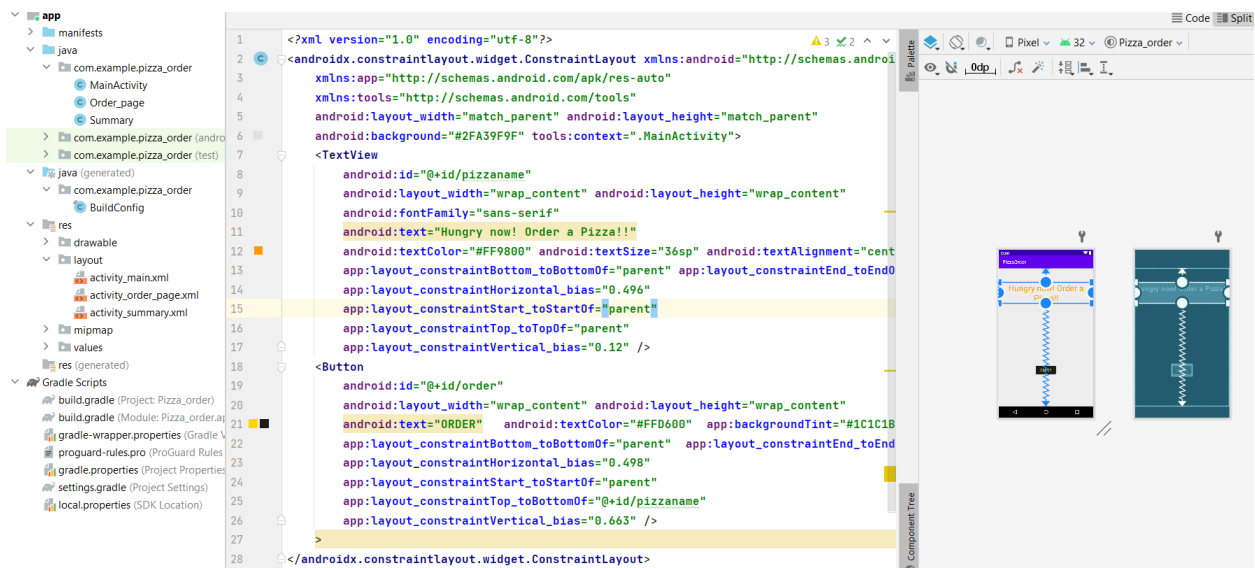 app
manifests
java
com.example.pizza_order
MainActivity
Order_page
Summary
com.example.pizza_order (andro
com.example.pizza_order (test)
java (generated)
com.example.pizza_order
BuildConfig
res
drawable
layout
activity_main.xml
activity_order_page.xml
activity_summary.xml
mipmap
values
res (generated)
Gradle Scripts
build.gradle (Project: Pizza_order)
build.gradle (Module: Pizza_order.ap
gradle-wrapper.properties (Gradle V
proguard-rules.pro (ProGuard Rules
gradle.properties (Project Properties
settings.gradle (Project Settings)
local.properties (SDK Location)
1 <?xml version="1.0" encoding="utf-8"?>
3 2
2 <androidx.constraintlayout.widget.ConstraintLayout xmlns:android="http://schemas.androi
3 xmlns:app="http://schemas.android.com/apk/res-auto"
4 xmlns:tools="http://schemas.android.com/tools"
5 android:layout_width="match_parent" android:layout_height="match_parent"
6 android:background="#2FA39F9F" tools:context=".MainActivity">
7 <TextView
8 android:id="@+id/pizzaname"
9 android:layout_width="wrap_content" android:layout_height="wrap_content"
10 android:fontFamily="sans-serif"
11 android:text="Hungry now! Order a Pizza!!"
12 android:textColor="#FF9800" android:textSize="36sp" android:textAlignment="cent
13 app:layout_constraintBottom_toBottomOf="parent" app:layout_constraintEnd_toEndO
14 app:layout_constraintHorizontal_bias="0.496"
15 app:layout_constraintStart_toStartOf="parent"
16 app:layout_constraintTop_toTopOf="parent"
17 app:layout_constraintVertical_bias="0.12" />
18 <Button
19 android:id="@+id/order"
20 android:layout_width="wrap_content" android:layout_height="wrap_content"
21 android:text="ORDER" android:textColor="#FFD600" app:backgroundTint="#1C1C1B
22 app:layout_constraintBottom_toBottomOf="parent" app:layout_constraintEnd_toEnd
23 app:layout_constraintHorizontal_bias="0.498"
24 app:layout_constraintStart_toStartOf="parent"
25 app:layout_constraintTop_toBottomOf="@+id/pizzaname"
26 app:layout_constraintVertical_bias="0.663" />
27 >
28 </androidx.constraintlayout.widget.ConstraintLayout>
Code Split
Palette
Pixel 32 Pizza_order
0dp
PizzaOrder
Hungry now! Order a
Component Tree